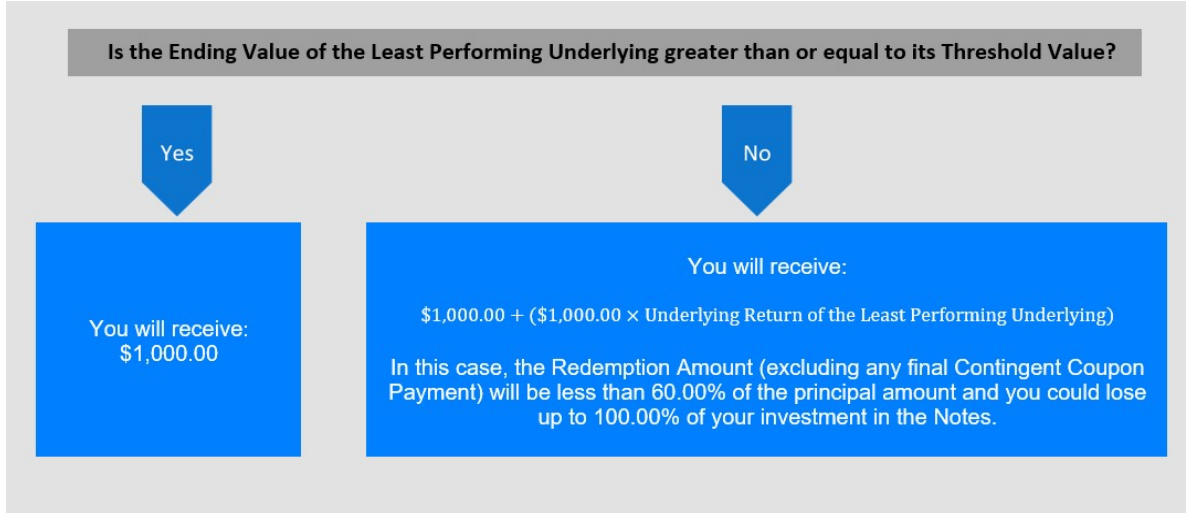 Is the Ending Value of the Least Performing Underlying greater than or equal to its Threshold Value?
Yes
No
You will receive:
$1,000.00
You will receive:
$1,000.00 + ($1,000.00 × Underlying Return of the Least Performing Underlying)
In this case, the Redemption Amount (excluding any final Contingent Coupon
Payment) will be less than 60.00% of the principal amount and you could lose
up to 100.00% of your investment in the Notes.